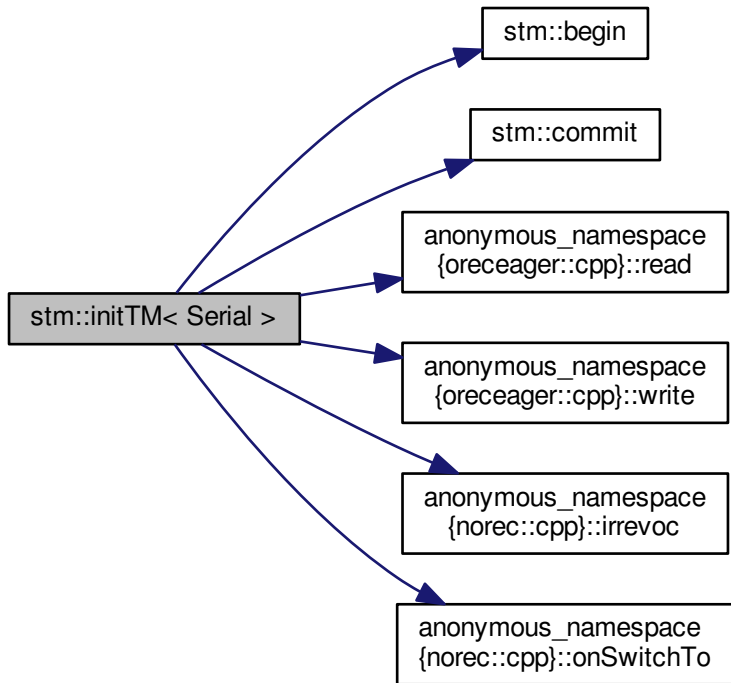 stm::begin
stm::commit
anonymous_namespace
{oreceager::cpp}::read
stm::initTM< Serial >
anonymous_namespace
{oreceager::cpp}::write
anonymous_namespace
{norec::cpp}::irrevoc
anonymous_namespace
{norec::cpp}::onSwitchTo